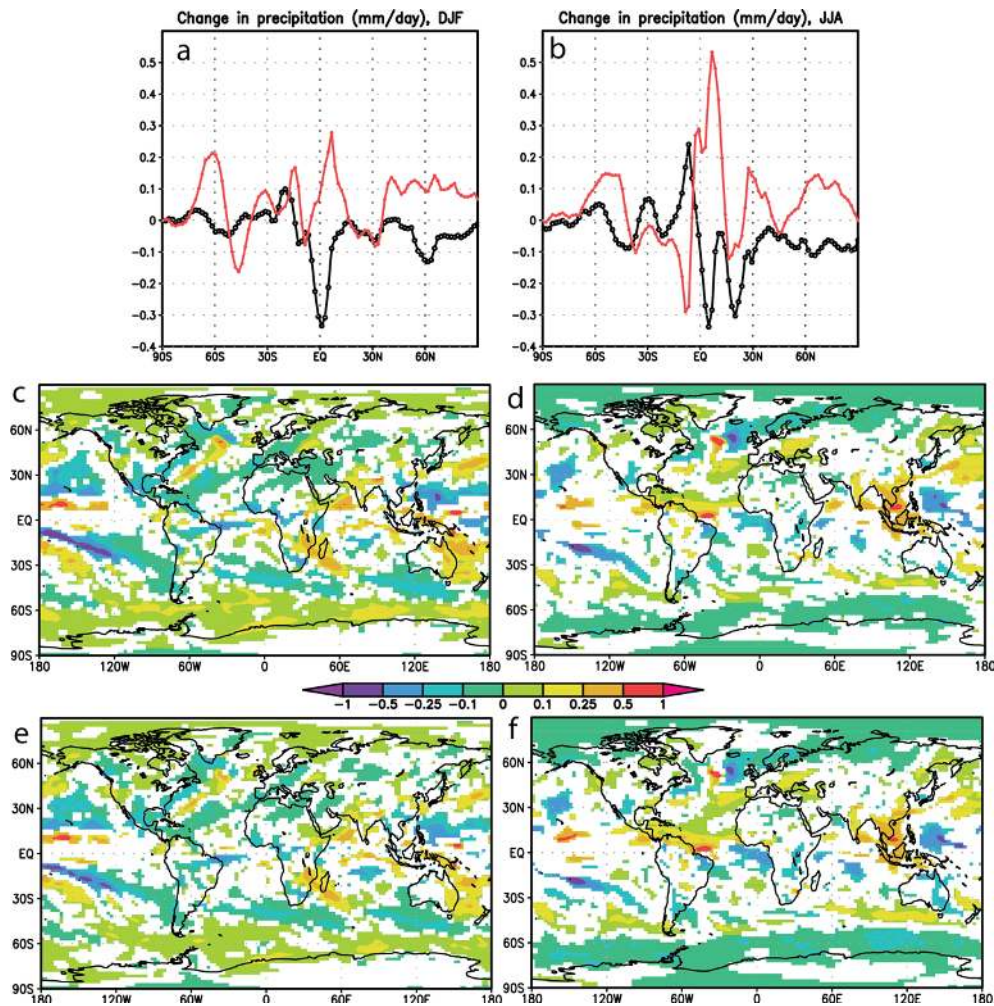 Change in precipitation (mm/day), DJF
Change in precipitation (mm/day), JJA
a
0.5
0.4
0.3
0.2
0.1
0
-0.1
-0.2
-0.3
-0.4
90S 60S 30S EQ 30N 60N
b
0.5
0.4
0.3
0.2
0.1
0
-0.1
-0.2
-0.3
-0.4
90S 60S 30S EQ 30N 60N
c
60N
30N
EQ
30S
60S
90S
180 120W 60W 0 60E 120E 180
d
60N
30N
EQ
30S
60S
90S
180 120W 60W 0 60E 120E 180
-1 -0.5 -0.25 -0.1 0 0.1 0.25 0.5 1
e
60N
30N
EQ
30S
60S
90S
180 120W 60W 0 60E 120E 180
f
60N
30N
EQ
30S
60S
90S
180 120W 60W 0 60E 120E 180